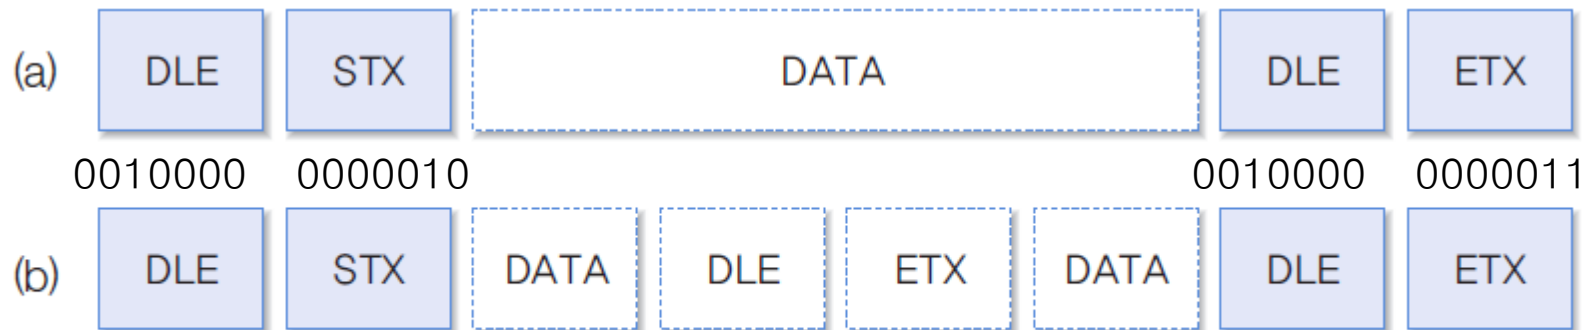 (a) DLE STX DATA DLE ETX
0010000 0000010 0010000 0000011
(b) DLE STX DATA DLE ETX DATA DLE ETX